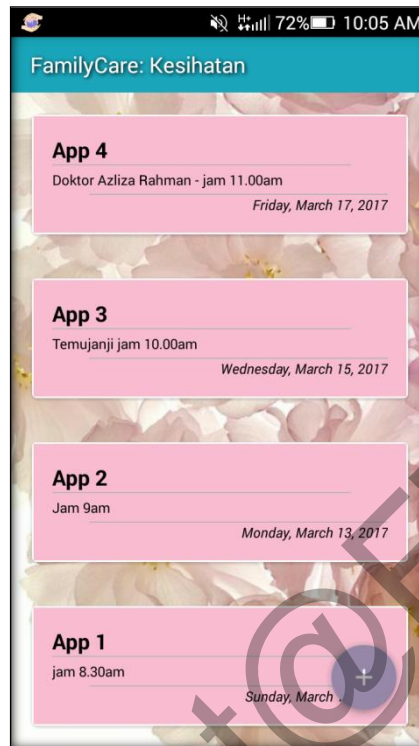 72% 10:05 AM
FamilyCare: Kesihatan
App 4
Doktor Azliza Rahman - jam 11.00am
Friday, March 17, 2017
App 3
Temujanji jam 10.00am
Wednesday, March 15, 2017
App 2
Jam 9am
Monday, March 13, 2017
App 1
jam 8.30am
+
Sunday, March